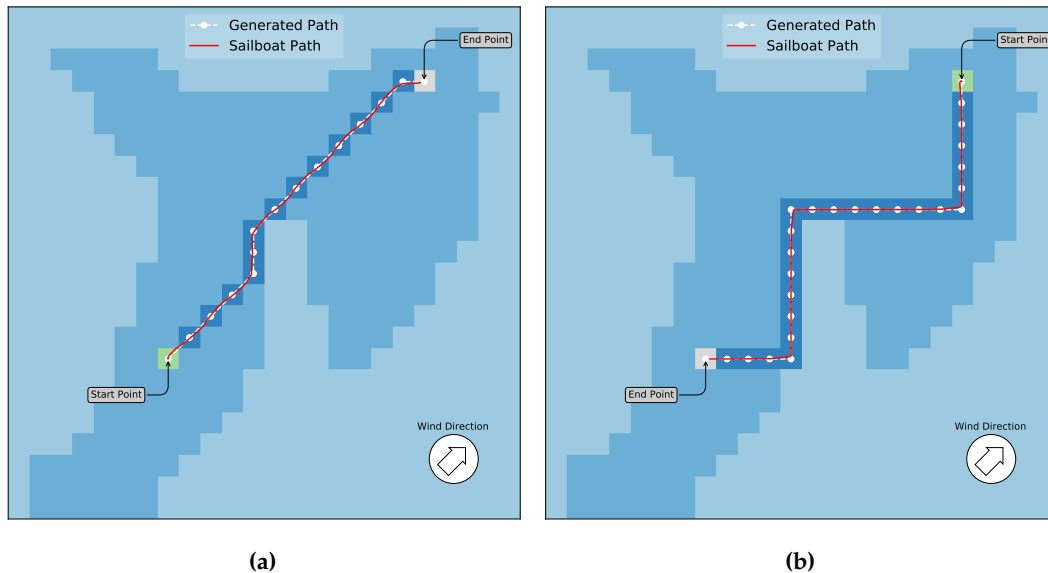 Generated Path
Sailboat Path
End Point
Start Point
Wind Direction
(a)
Generated Path
Sailboat Path
Start Point
End Point
Wind Direction
(b)